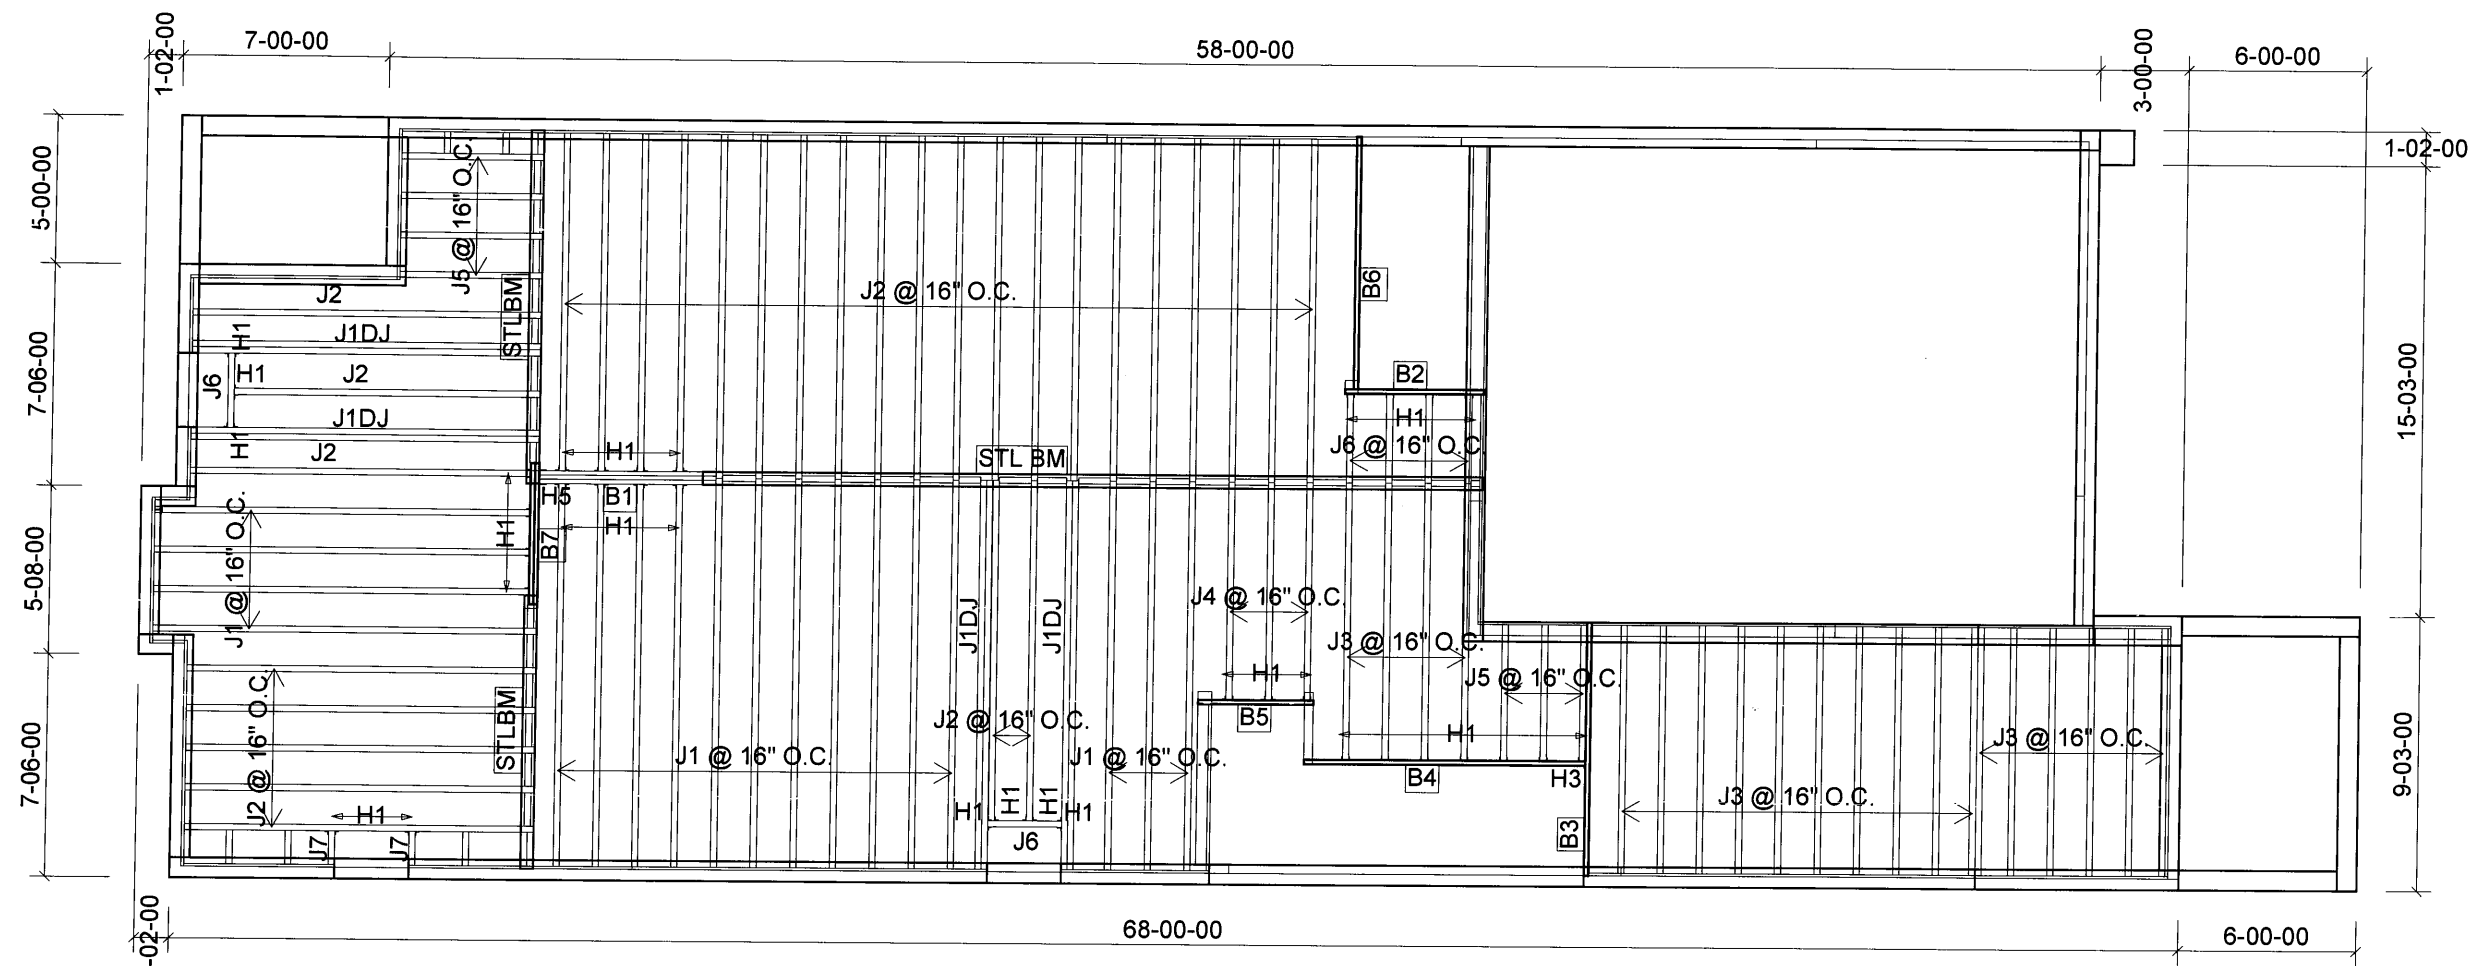 1-02-00
7-00-00
58-00-00
3-00-00
6-00-00
5-00-00
7-06-00
5-08-00
7-06-00
1-02-00
15-03-00
9-03-00
J5 @ 16" O.C.
STLBM
J2
H1
J1DJ
J6
H1
J2
J1DJ
H1
J2
J2 @ 16" O.C.
B6
B2
H1
J6 @ 16" O.C.
H1
STL BM
H5
B1
H1
B7
H1
J1 @ 16" O.C.
J4 @ 16" O.C.
J1DJ
J1DJ
J3 @ 16" O.C.
H1
J5 @ 16" O.C.
B5
J2 @ 16" O.C.
STLBM
J2 @ 16" O.C.
J1 @ 16" O.C.
J1 @ 16" O.C.
H1
J3 @ 16" O.C.
B4
H3
J3 @ 16" O.C.
H1
H1
H1
H1
J6
H1
J7
J7
B3
-02-00
68-00-00
6-00-00